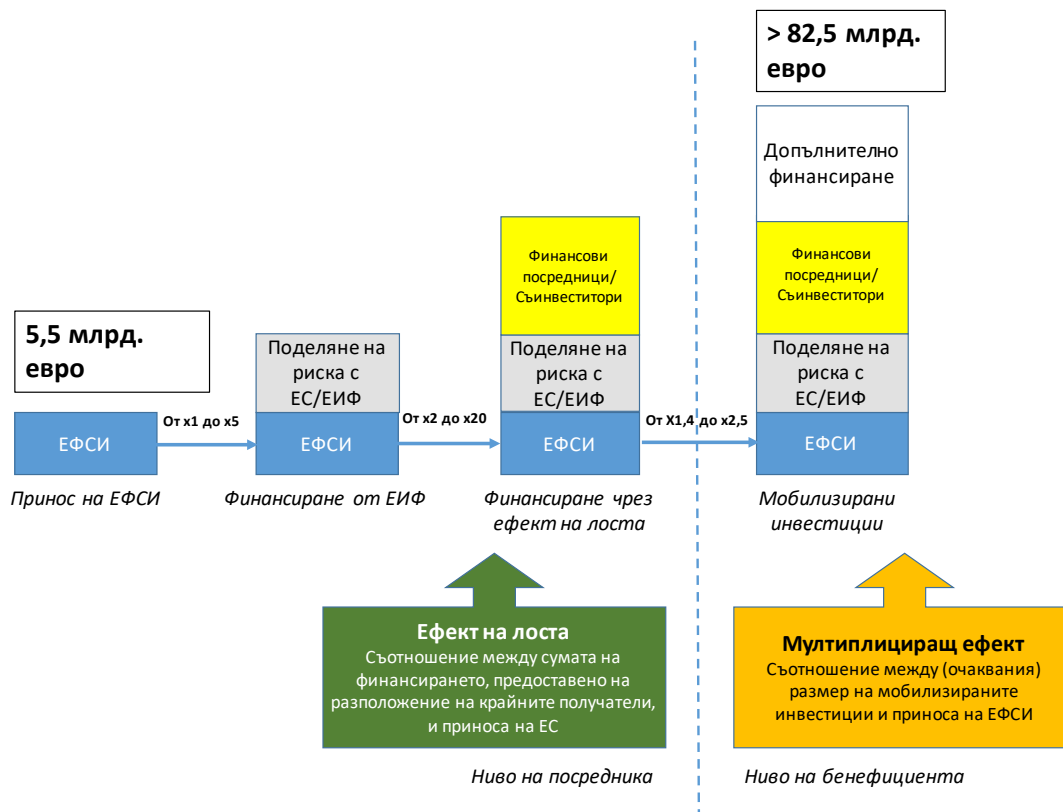 > 82,5 млрд.
евро
Допълнително
финансиране
Финансови
посредници/
Съинвеститори
Финансови
посредници/
Съинвеститори
5,5 млрд.
евро
Поделяне на
риска с
ЕС/ЕИФ
Поделяне на
риска с
ЕС/ЕИФ
Поделяне на
риска с
ЕС/ЕИФ
ЕФСИ
От x1 до x5
ЕФСИ
От x2 до x20
ЕФСИ
От X1,4 до x2,5
ЕФСИ
Принос на ЕФСИ
Финансиране от ЕИФ
Финансиране чрез
ефект на лоста
Мобилизирани
инвестиции
Ефект на лоста
Съотношение между сумата на
финансирането, предоставено на
разположение на крайните получатели,
и приноса на ЕС
Мултиплициращ ефект
Съотношение между (очаквания)
размер на мобилизираните
инвестиции и приноса на ЕФСИ
Ниво на посредника
Ниво на бенефициента